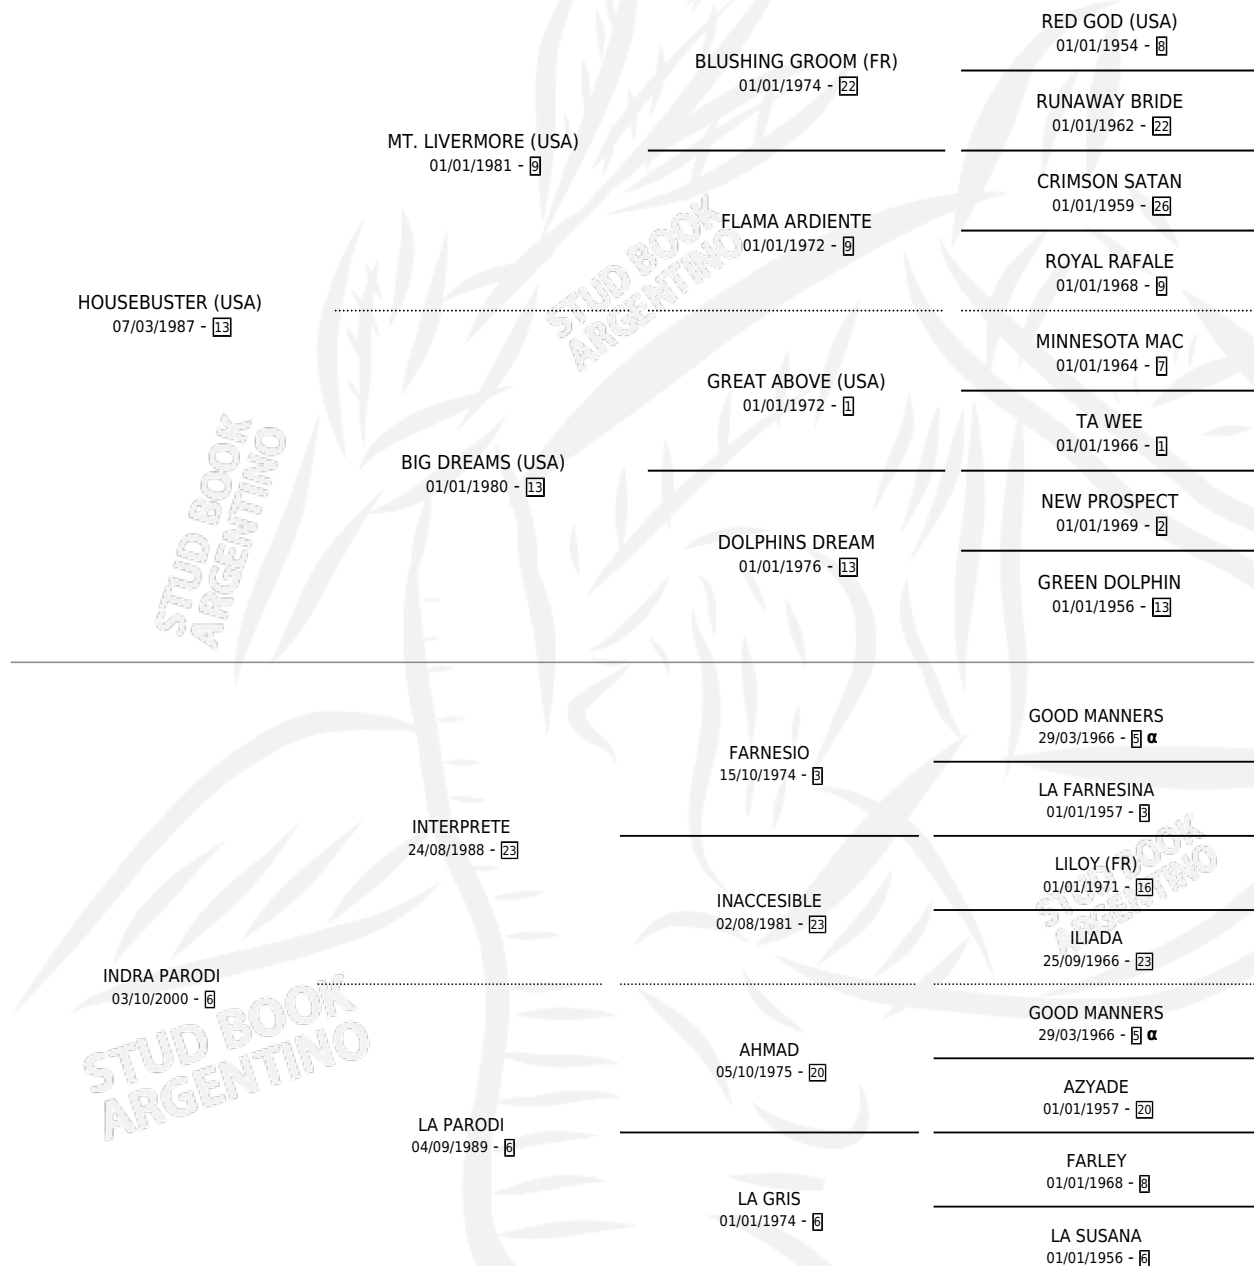 RED GOD (USA)
01/01/1954 - 8
BLUSHING GROOM (FR)
01/01/1974 - 22
RUNAWAY BRIDE
01/01/1962 - 22
MT. LIVERMORE (USA)
01/01/1981 - 9
CRIMSON SATAN
01/01/1959 - 26
FLAMA ARDIENTE
01/01/1972 - 9
ROYAL RAFALE
01/01/1968 - 9
HOUSEBUSTER (USA)
07/03/1987 - 13
MINNESOTA MAC
01/01/1964 - 7
GREAT ABOVE (USA)
01/01/1972 - 1
TA WEE
01/01/1966 - 1
BIG DREAMS (USA)
01/01/1980 - 13
NEW PROSPECT
01/01/1969 - 2
DOLPHINS DREAM
01/01/1976 - 13
GREEN DOLPHIN
01/01/1956 - 13
GOOD MANNERS
29/03/1966 - 5 α
FARNESIO
15/10/1974 - 3
LA FARNESINA
01/01/1957 - 3
INTERPRETE
24/08/1988 - 23
LILOY (FR)
01/01/1971 - 16
INACCESIBLE
02/08/1981 - 23
ILIADA
25/09/1966 - 23
INDRA PARODI
03/10/2000 - 6
GOOD MANNERS
29/03/1966 - 5 α
AHMAD
05/10/1975 - 20
AZYADE
01/01/1957 - 20
LA PARODI
04/09/1989 - 6
FARLEY
01/01/1968 - 8
LA GRIS
01/01/1974 - 6
LA SUSANA
01/01/1956 - 6
STUD BOOK
ARGENTINO
STUD BOOK
ARGENTINO
STUD BOOK
ARGENTINO
STUD BOOK
ARGENTINO